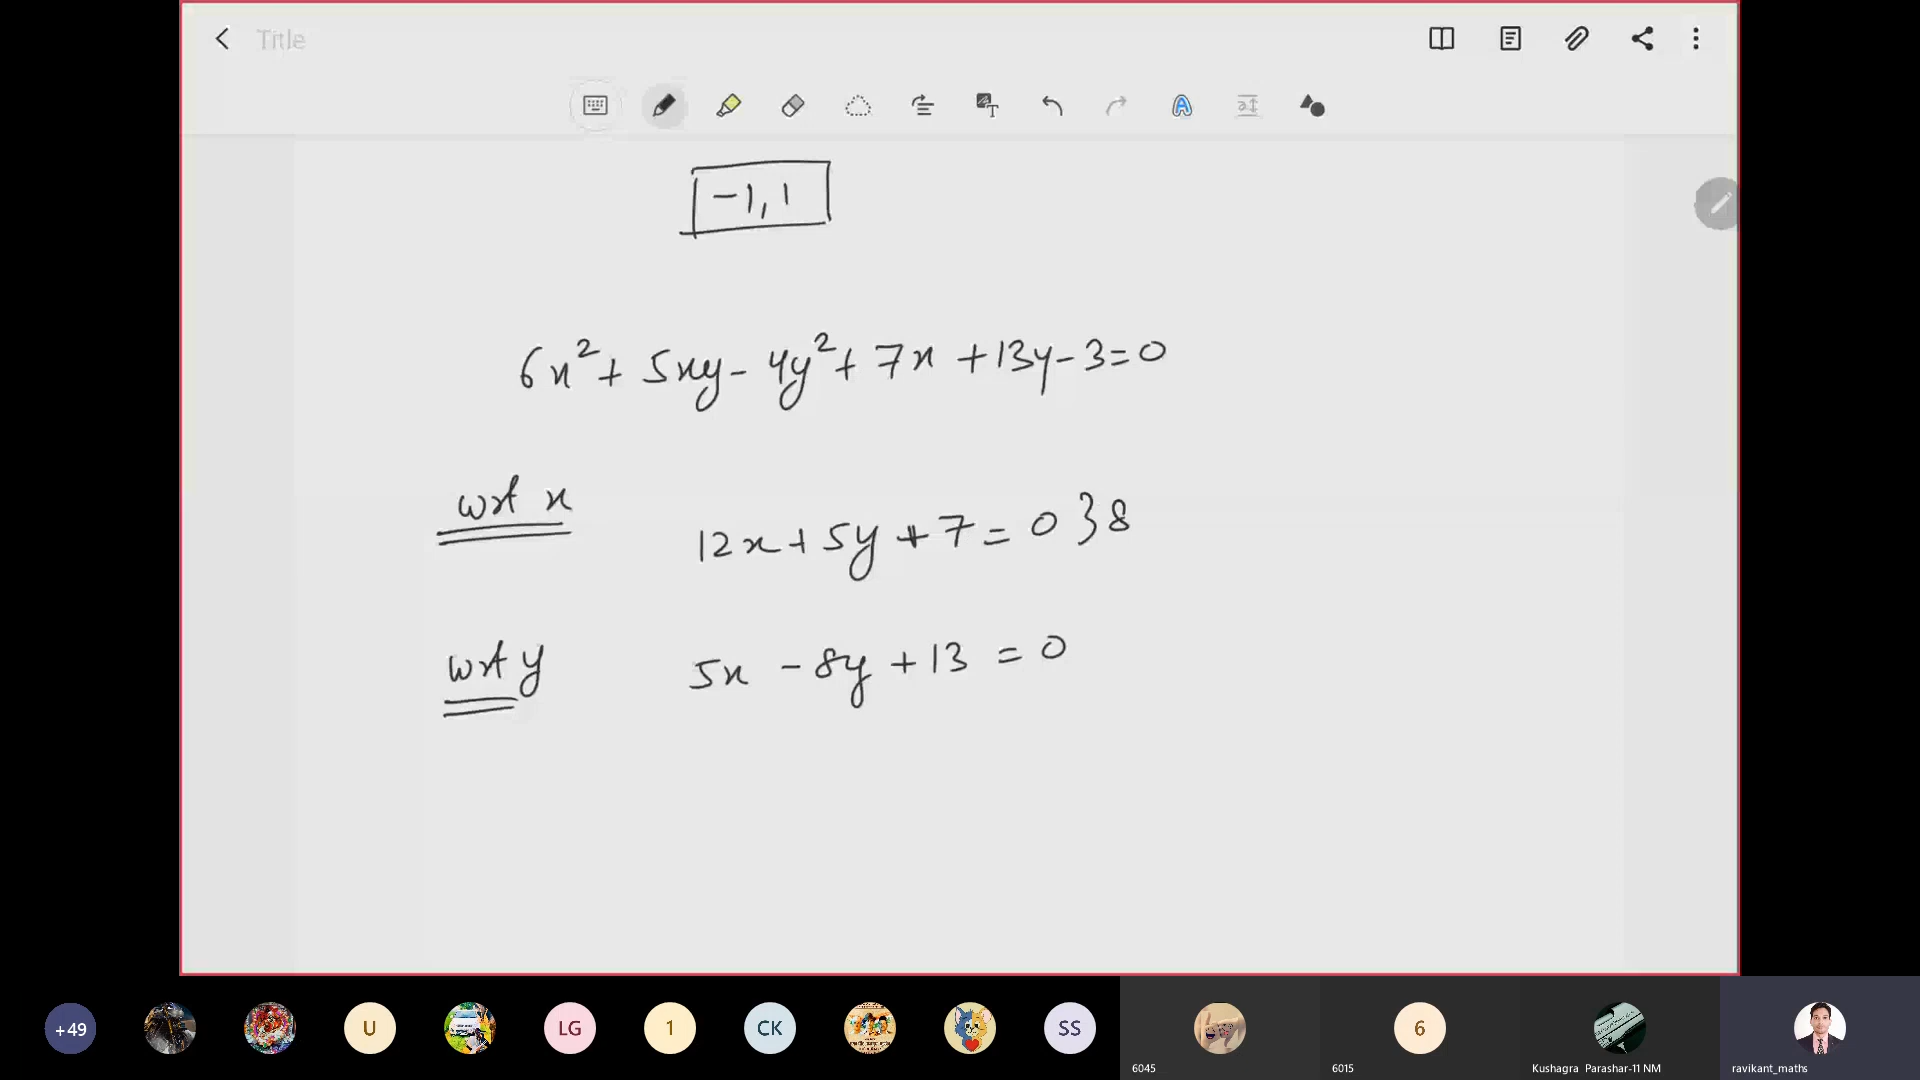 Title
-1, 1
6x² + 5xy - 4y² + 7x + 13y - 3 = 0
wrt x
12x + 5y + 7 = 0 } 8
wrt y
5x - 8y + 13 = 0
+49
U
LG
1
CK
SS
6
6045
6015
Kushagra Parashar-11 NM
ravikant_maths